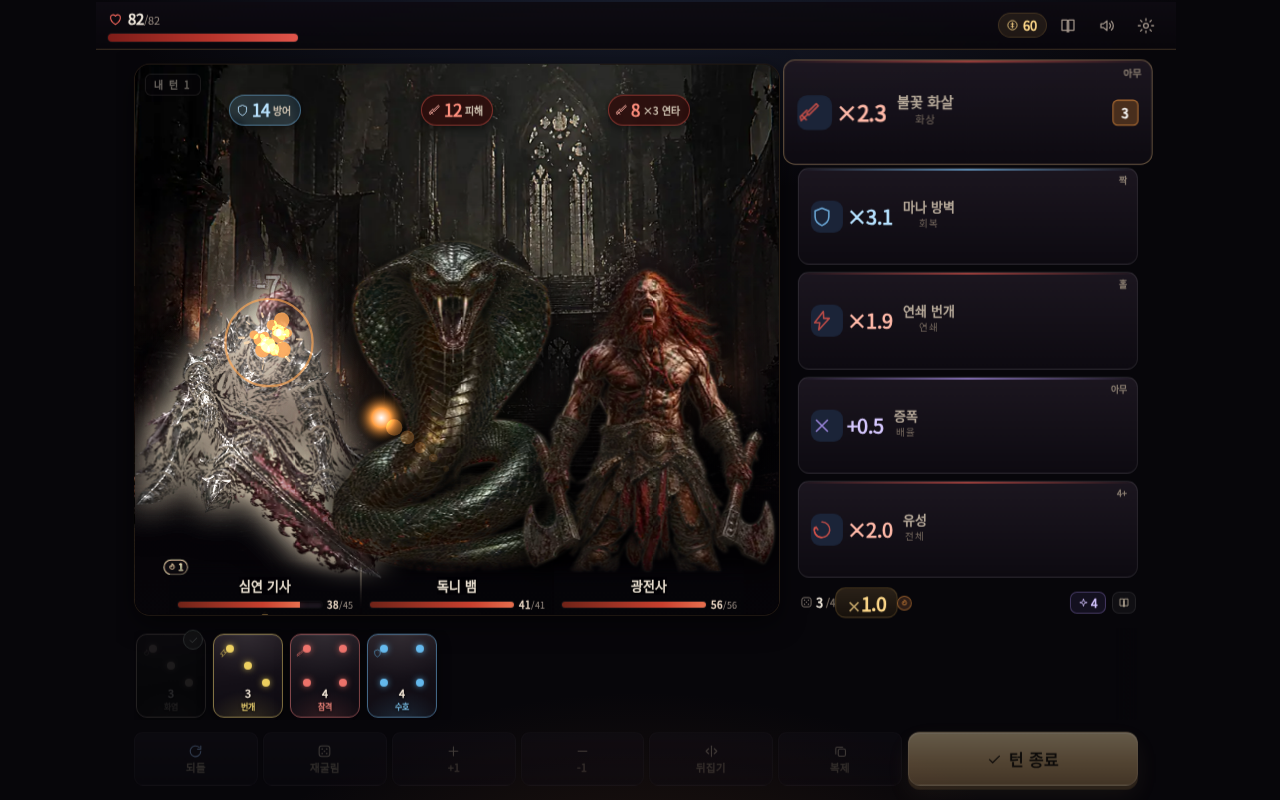 82/82
60
내 턴 1
14 방어
12 피해
8 ×3 연타
-7
아무
×2.3 불꽃 화살
화상
3
짝
×3.1 마나 방벽
회복
홀
×1.9 연쇄 번개
연쇄
아무
+0.5 증폭
배율
4+
×2.0 유성
전체
1
심연 기사
38/45
독니 뱀
41/41
광전사
56/56
3/4
×1.0
4
3
화염
3
번개
4
참격
4
수호
되돌
재굴림
+1
-1
뒤집기
복제
턴 종료